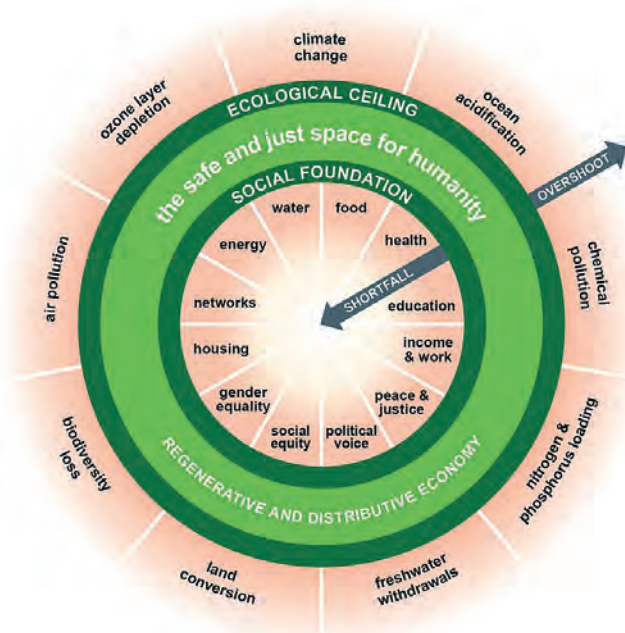 climate
change
ozone layer
depletion
ocean
acidification
ECOLOGICAL CEILING
OVERSHOOT
the safe and just space for humanity
SOCIAL FOUNDATION
water
food
energy
health
air pollution
chemical
pollution
SHORTFALL
networks
education
housing
income
& work
gender
equality
peace &
justice
social
equity
political
voice
biodiversity
loss
nitrogen &
phosphorus loading
REGENERATIVE AND DISTRIBUTIVE ECONOMY
land
conversion
freshwater
withdrawals